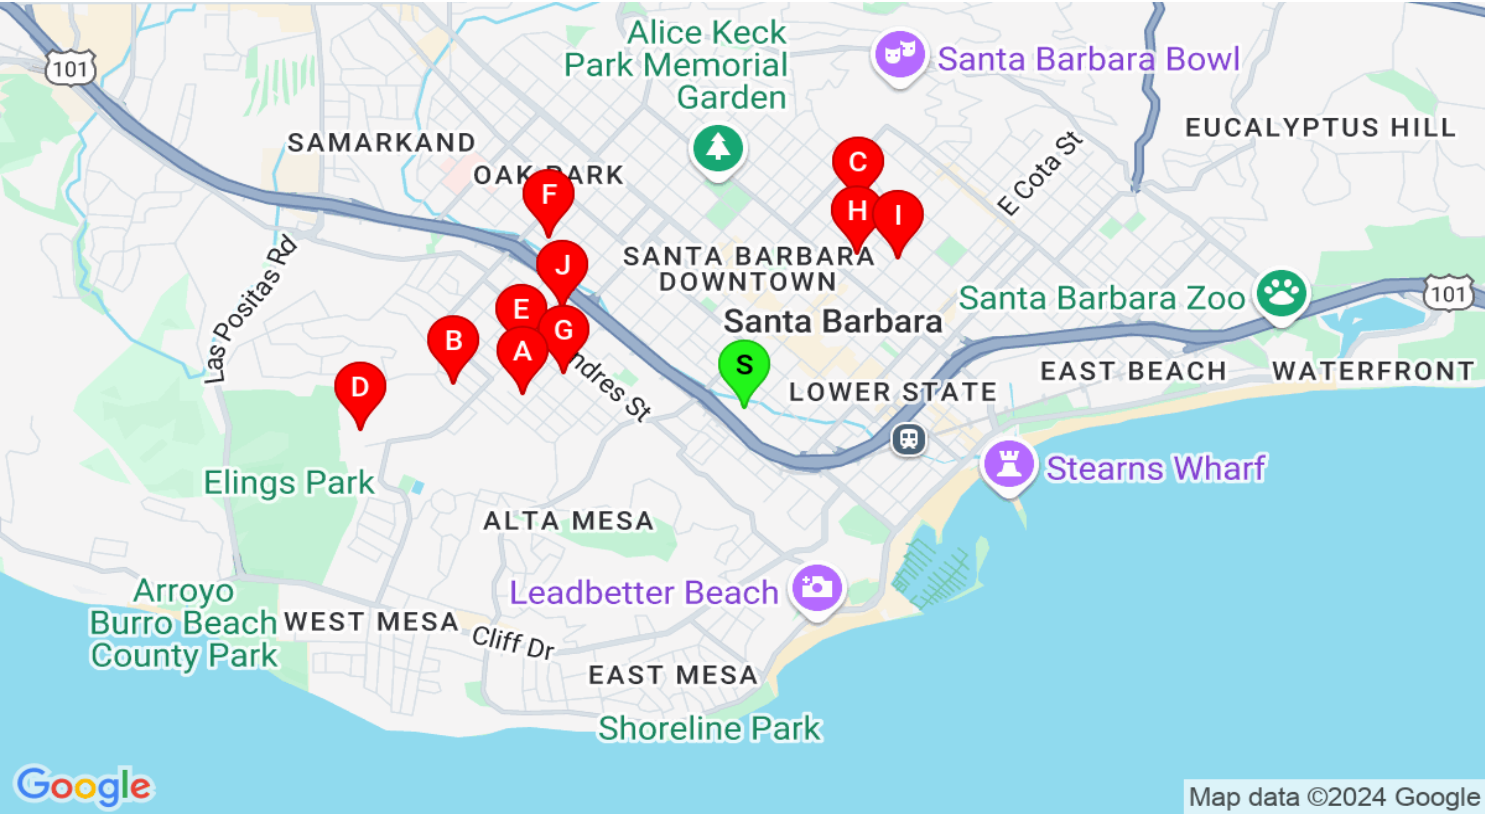 Alice Keck
Park Memorial
Garden
Santa Barbara Bowl
101
EUCALYPTUS HILL
SAMARKAND
E Cota St
OAK PARK
C
F
H
I
SANTA BARBARA
DOWNTOWN
J
Las Positas Rd
Santa Barbara Zoo
101
E
Santa Barbara
G
B
A
S
ndres St
D
LOWER STATE
EAST BEACH
WATERFRONT
Stearns Wharf
Elings Park
ALTA MESA
Leadbetter Beach
Arroyo
Burro Beach
County Park
WEST MESA
Cliff Dr
EAST MESA
Shoreline Park
Google
Map data ©2024 Google